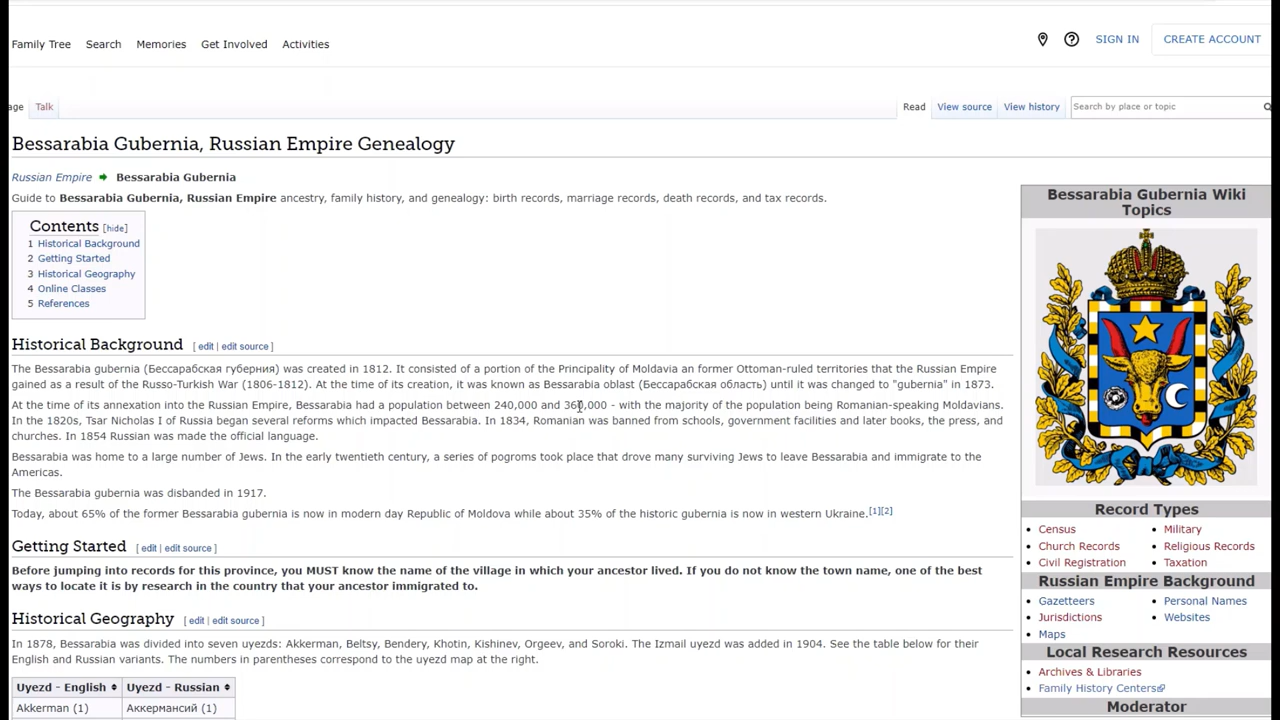 Family Tree Search Memories Get Involved Activities
SIGN IN CREATE ACCOUNT
age Talk
Read View source View history Search by place or topic
Bessarabia Gubernia, Russian Empire Genealogy
Russian Empire Bessarabia Gubernia
Guide to Bessarabia Gubernia, Russian Empire ancestry, family history, and genealogy: birth records, marriage records, death records, and tax records.
Contents [hide]
1 Historical Background
2 Getting Started
3 Historical Geography
4 Online Classes
5 References
Historical Background [ edit | edit source ]
The Bessarabia gubernia (Бессарабская губерния) was created in 1812. It consisted of a portion of the Principality of Moldavia an former Ottoman-ruled territories that the Russian Empire
gained as a result of the Russo-Turkish War (1806-1812). At the time of its creation, it was known as Bessarabia oblast (Бессарабская область) until it was changed to "gubernia" in 1873.
At the time of its annexation into the Russian Empire, Bessarabia had a population between 240,000 and 360,000 - with the majority of the population being Romanian-speaking Moldavians.
In the 1820s, Tsar Nicholas I of Russia began several reforms which impacted Bessarabia. In 1834, Romanian was banned from schools, government facilities and later books, the press, and
churches. In 1854 Russian was made the official language.
Bessarabia was home to a large number of Jews. In the early twentieth century, a series of pogroms took place that drove many surviving Jews to leave Bessarabia and immigrate to the
Americas.
The Bessarabia gubernia was disbanded in 1917.
Today, about 65% of the former Bessarabia gubernia is now in modern day Republic of Moldova while about 35% of the historic gubernia is now in western Ukraine.[1][2]
Getting Started [ edit | edit source ]
Before jumping into records for this province, you MUST know the name of the village in which your ancestor lived. If you do not know the town name, one of the best
ways to locate it is by research in the country that your ancestor immigrated to.
Historical Geography [ edit | edit source ]
In 1878, Bessarabia was divided into seven uyezds: Akkerman, Beltsy, Bendery, Khotin, Kishinev, Orgeev, and Soroki. The Izmail uyezd was added in 1904. See the table below for their
English and Russian variants. The numbers in parentheses correspond to the uyezd map at the right.
Uyezd - English Uyezd - Russian
Akkerman (1) Аккермансий (1)
Bessarabia Gubernia Wiki
Topics
Record Types
Census Military
Church Records Religious Records
Civil Registration Taxation
Russian Empire Background
Gazetteers Personal Names
Jurisdictions Websites
Maps
Local Research Resources
Archives & Libraries
Family History Centers
Moderator